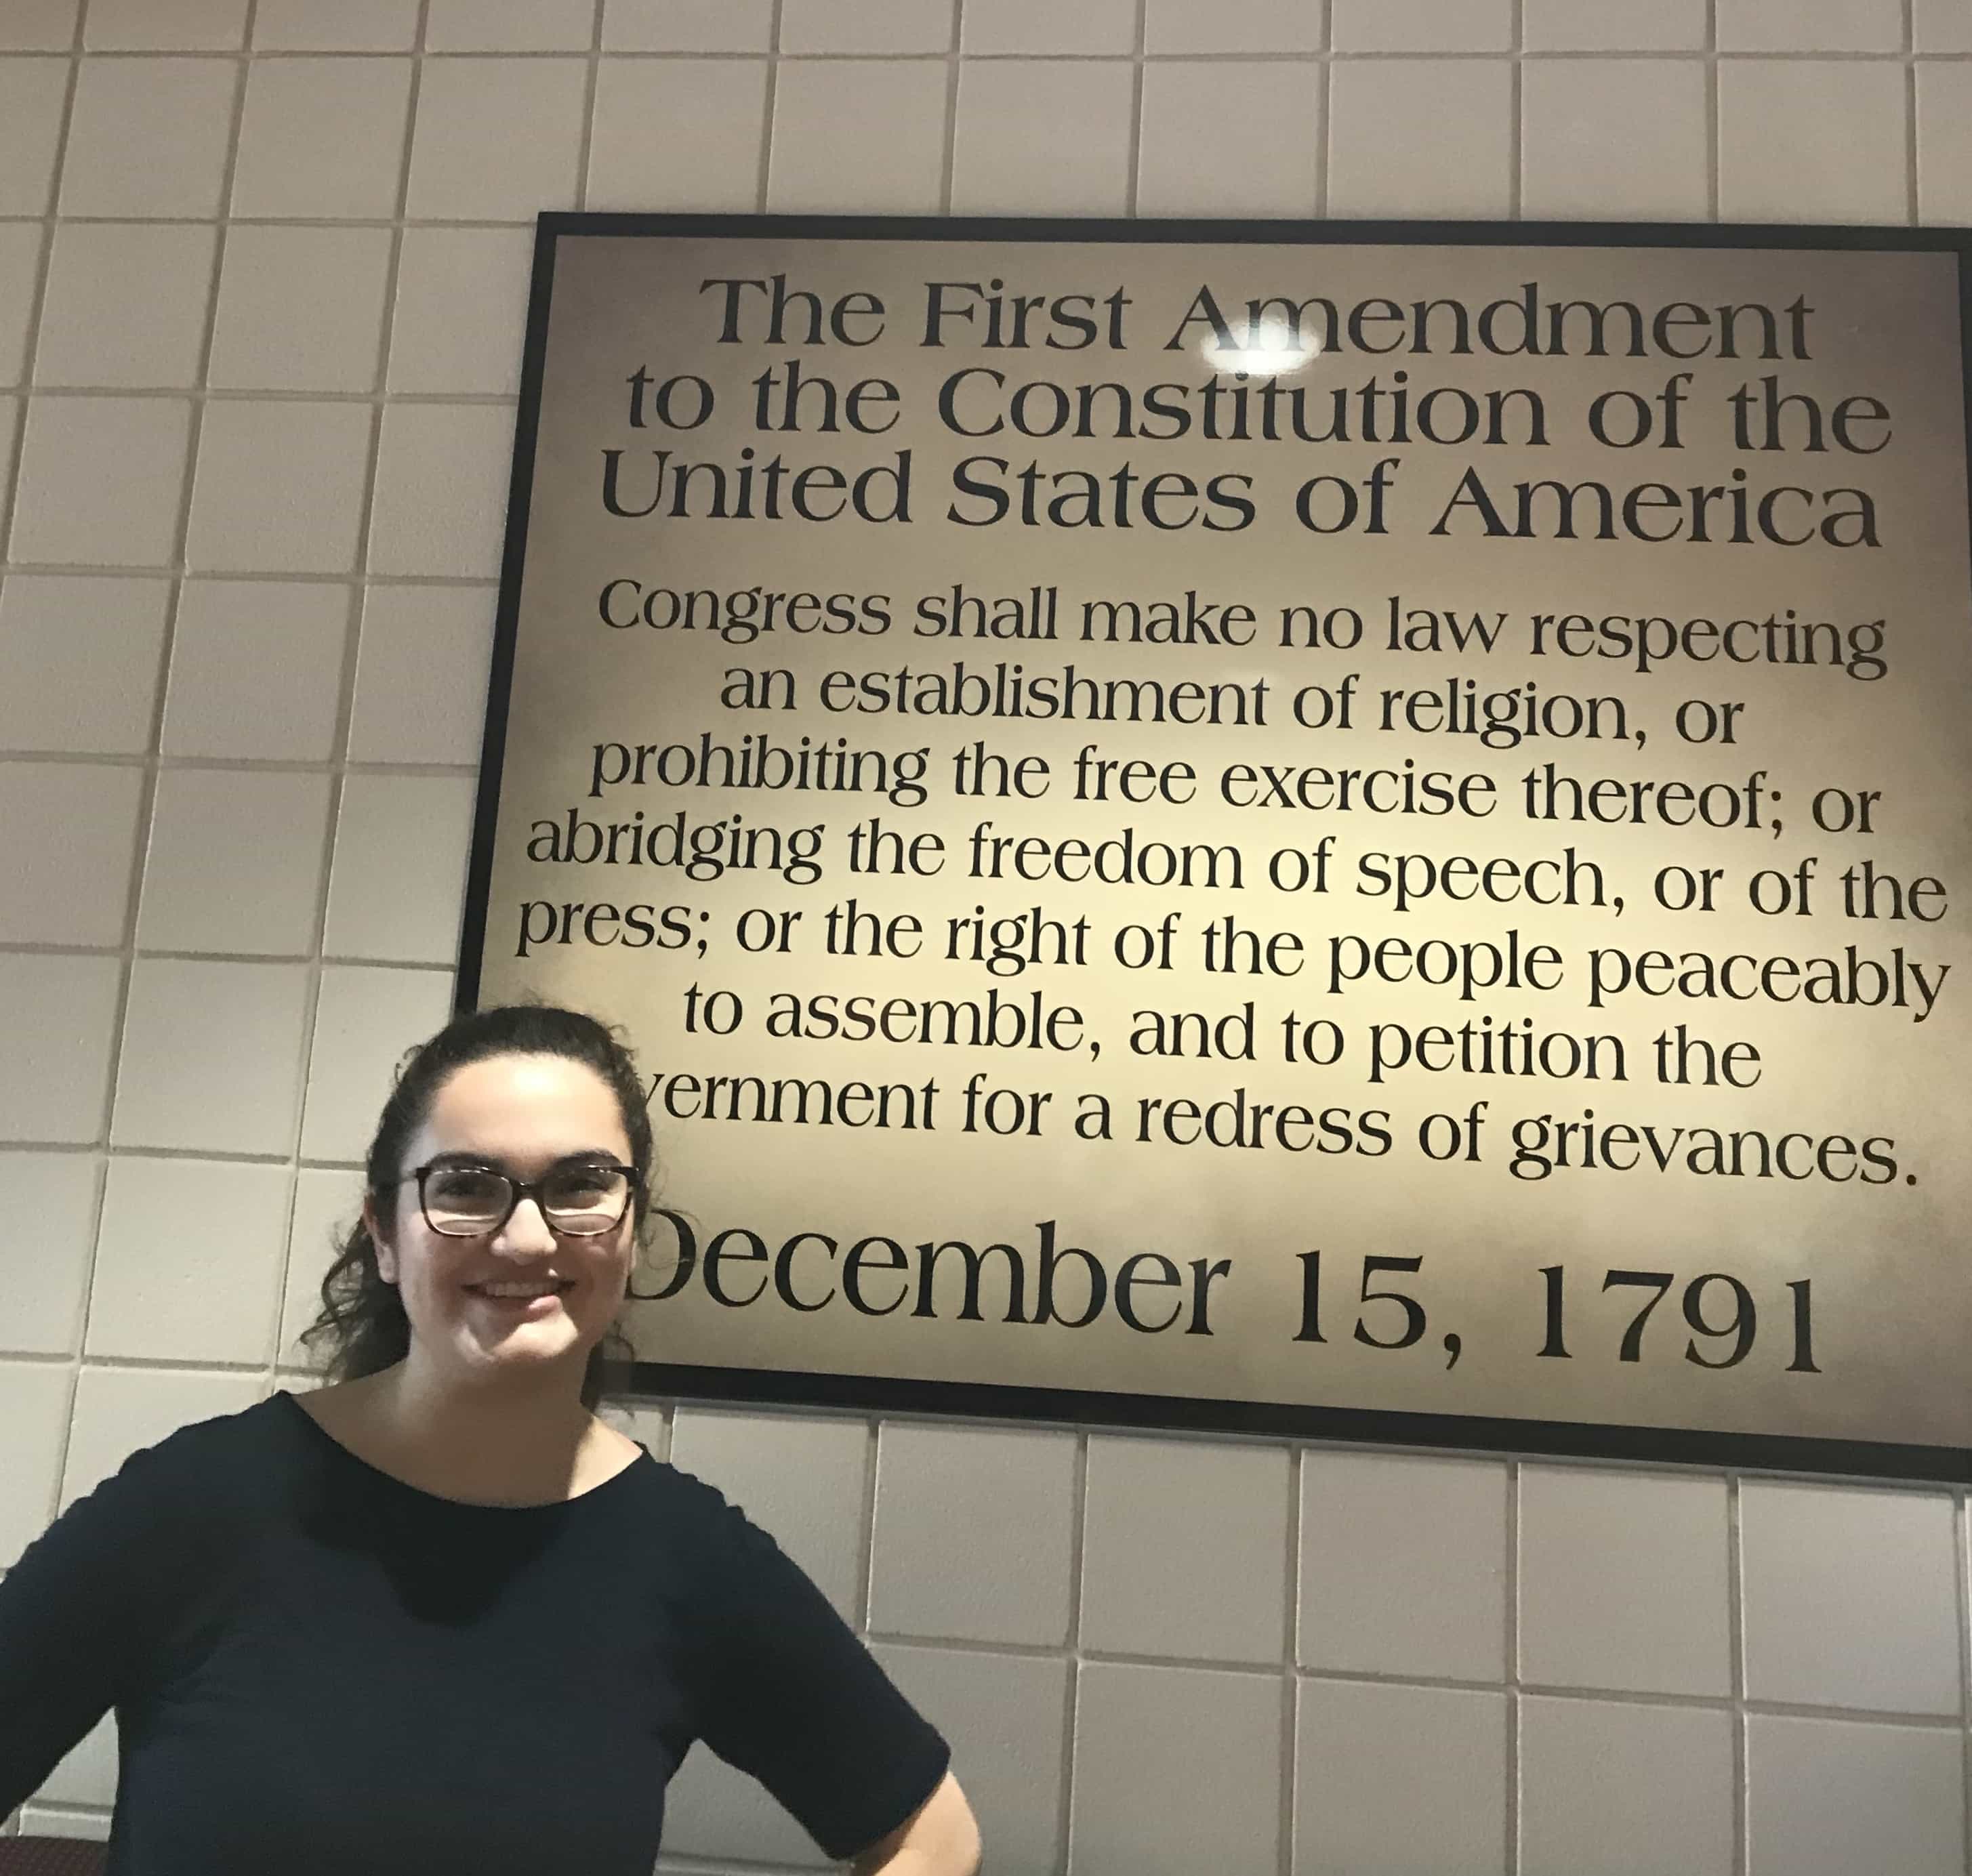 The First Amendment
to the Constitution of the
United States of America
Congress shall make no law respecting
an establishment of religion, or
prohibiting the free exercise thereof; or
abridging the freedom of speech, or of the
press; or the right of the people peaceably
to assemble, and to petition the
vernment for a redress of grievances.
December 15, 1791